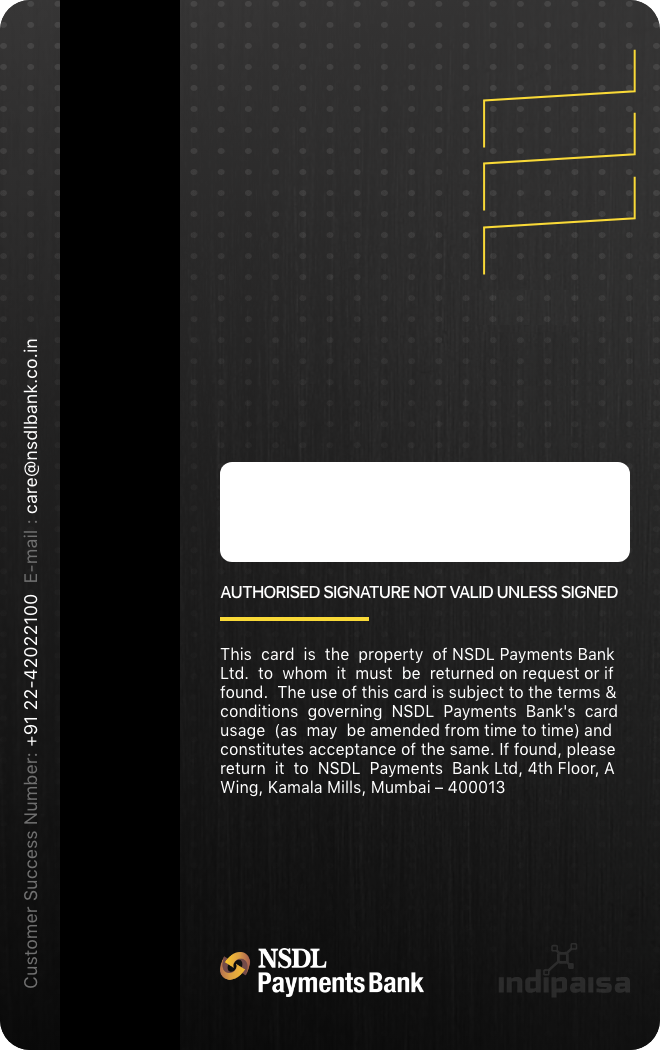 Customer Success Number: +91 22-42022100 E-mail : care@nsdlbank.co.in
AUTHORISED SIGNATURE NOT VALID UNLESS SIGNED
This card is the property of NSDL Payments Bank
Ltd. to whom it must be returned on request or if
found. The use of this card is subject to the terms &
conditions governing NSDL Payments Bank's card
usage (as may be amended from time to time) and
constitutes acceptance of the same. If found, please
return it to NSDL Payments Bank Ltd, 4th Floor, A
Wing, Kamala Mills, Mumbai – 400013
NSDL
Payments Bank
indipaisa